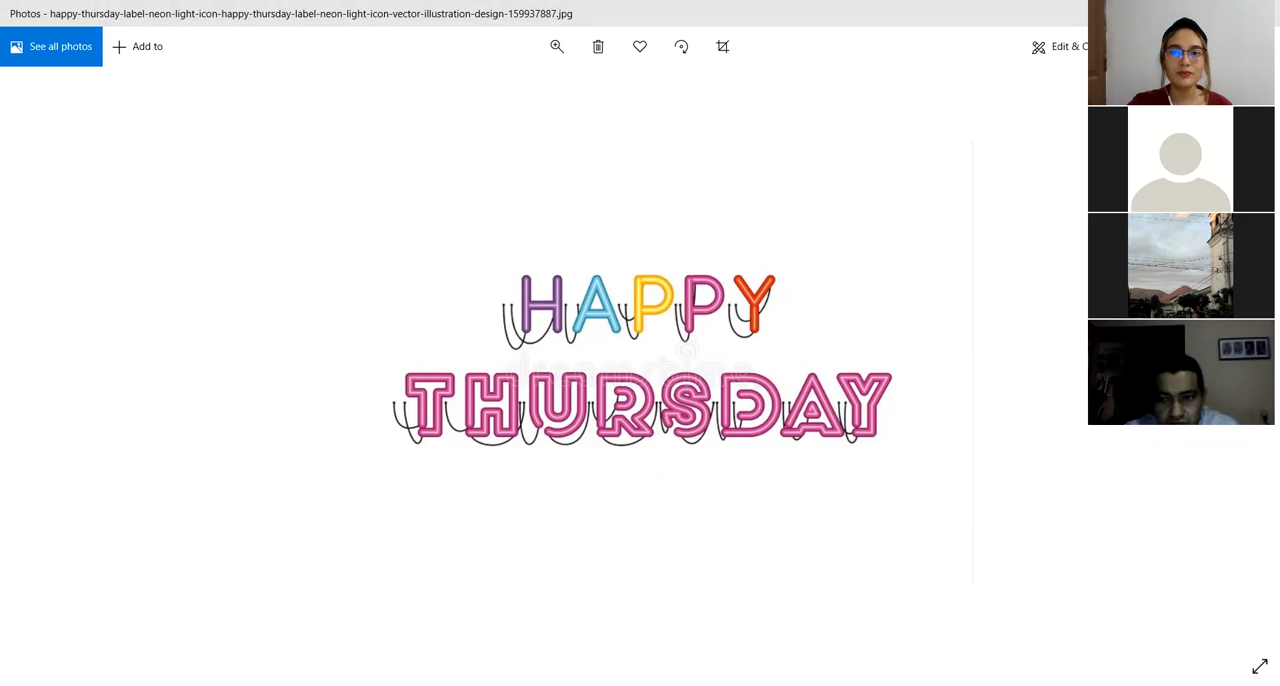 Photos - happy-thursday-label-neon-light-icon-happy-thursday-label-neon-light-icon-vector-illustration-design-159937887.jpg
See all photos
Add to
Edit & C
HAPPY
THURSDAY